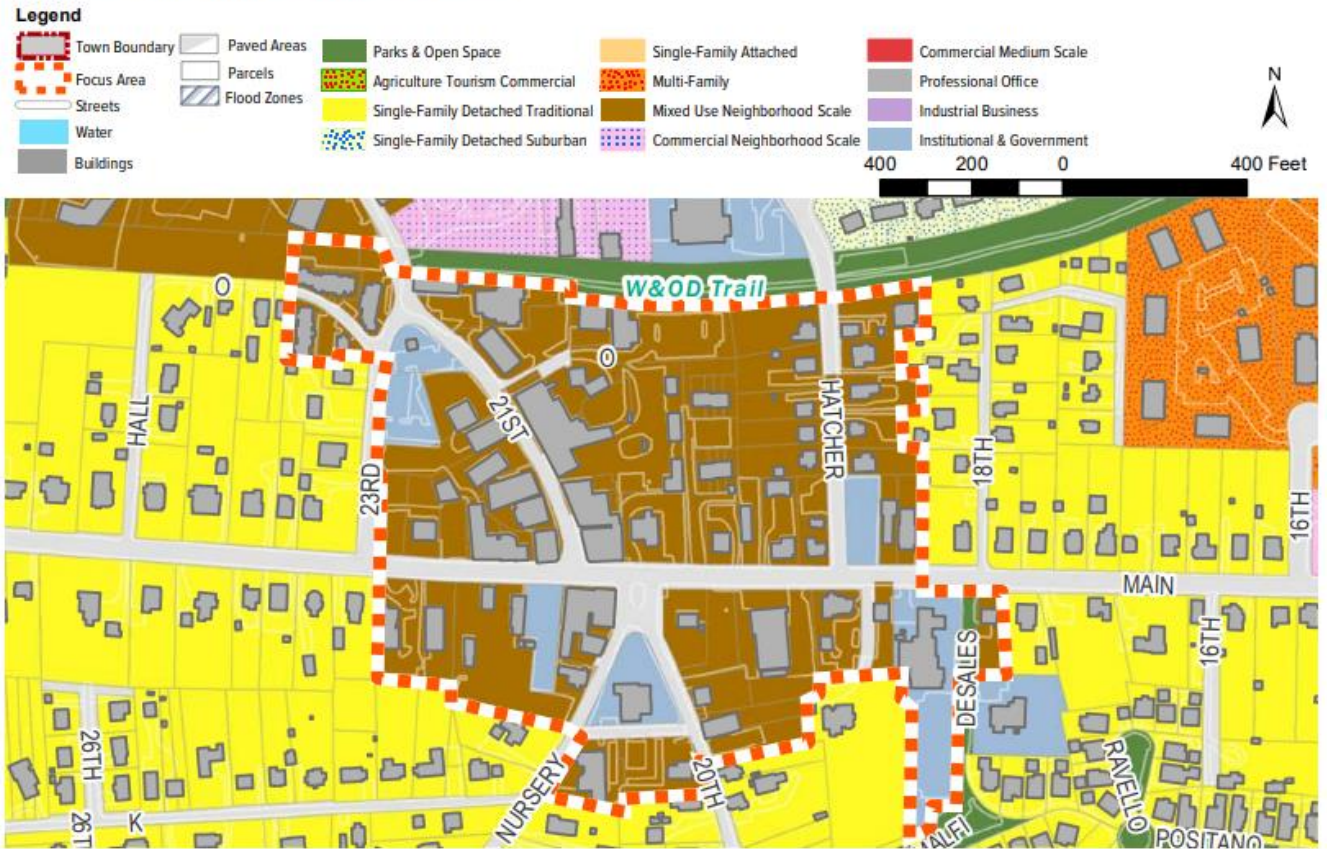 Legend
Town Boundary
Focus Area
Streets
Water
Buildings
Paved Areas
Parcels
Flood Zones
Parks & Open Space
Agriculture Tourism Commercial
Single-Family Detached Traditional
Single-Family Detached Suburban
Single-Family Attached
Multi-Family
Mixed Use Neighborhood Scale
Commercial Neighborhood Scale
Commercial Medium Scale
Professional Office
Industrial Business
Institutional & Government
N
400 200 0 400 Feet
W&OD Trail
O
O
HALL
21ST
23RD
HATCHER
18TH
16TH
MAIN
DESALES
16TH
26TH
26T
K
NURSERY
20TH
RAVELLO
MALFI
POSITANO